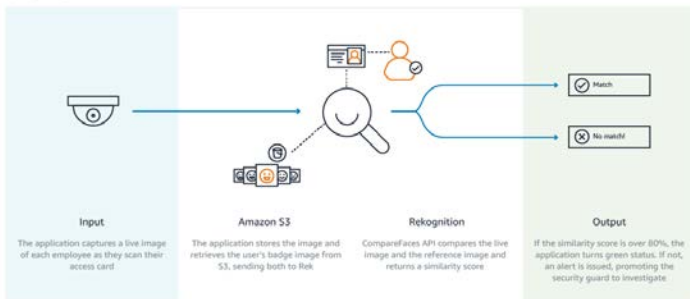 Match
No match!
Input
The application captures a live image
of each employee as they scan their
access card
Amazon S3
The application stores the image and
retrieves the user's badge image from
S3, sending both to Rek
Rekognition
CompareFaces API compares the live
image and the reference image and
returns a similarity score
Output
If the similarity score is over 80%, the
application turns green status. If not,
an alert is issued, promoting the
security guard to investigate